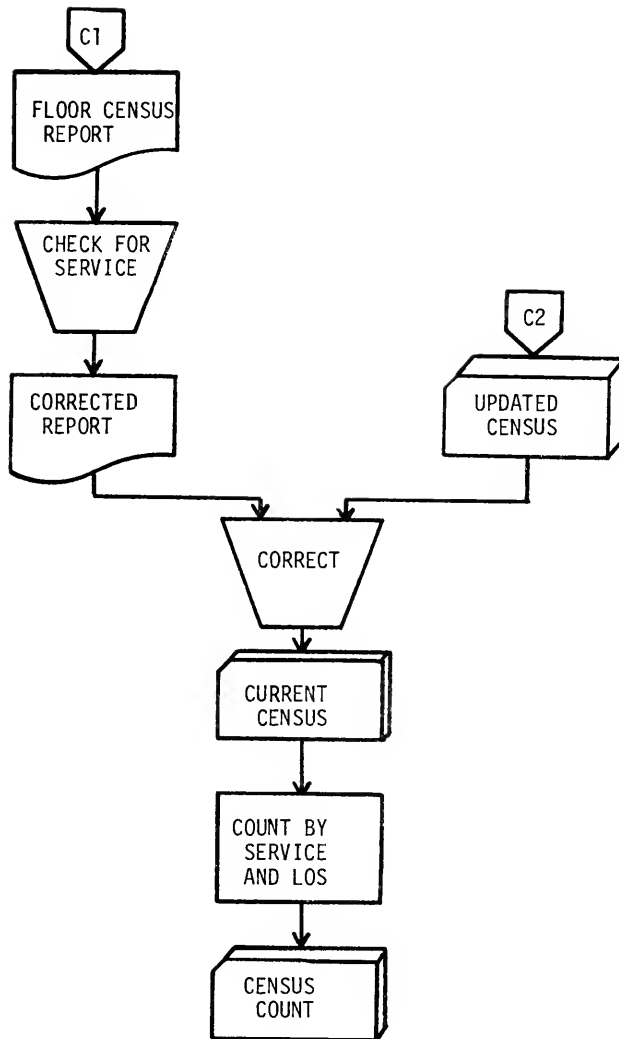 C1
FLOOR CENSUS
REPORT
CHECK FOR
SERVICE
CORRECTED
REPORT
C2
UPDATED
CENSUS
CORRECT
CURRENT
CENSUS
COUNT BY
SERVICE
AND LOS
CENSUS
COUNT